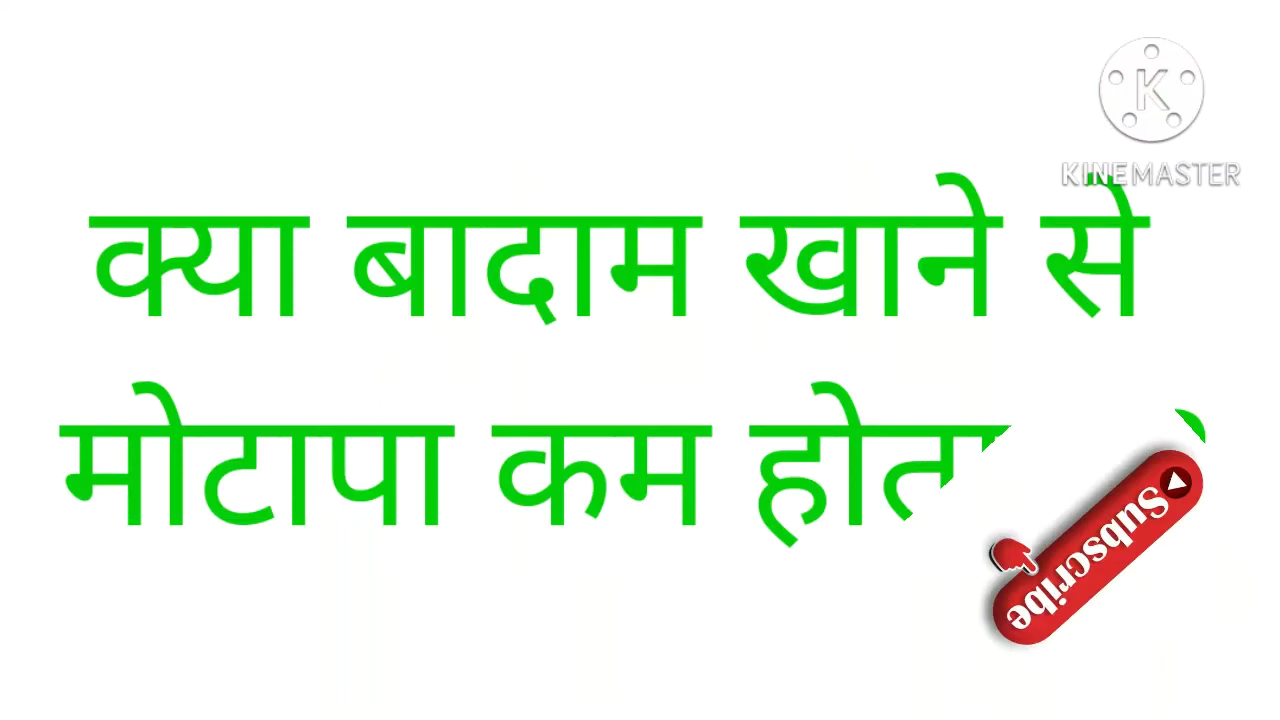 क्या बादाम खाने से
मोटापा कम होता
KINEMASTER
Subscribe